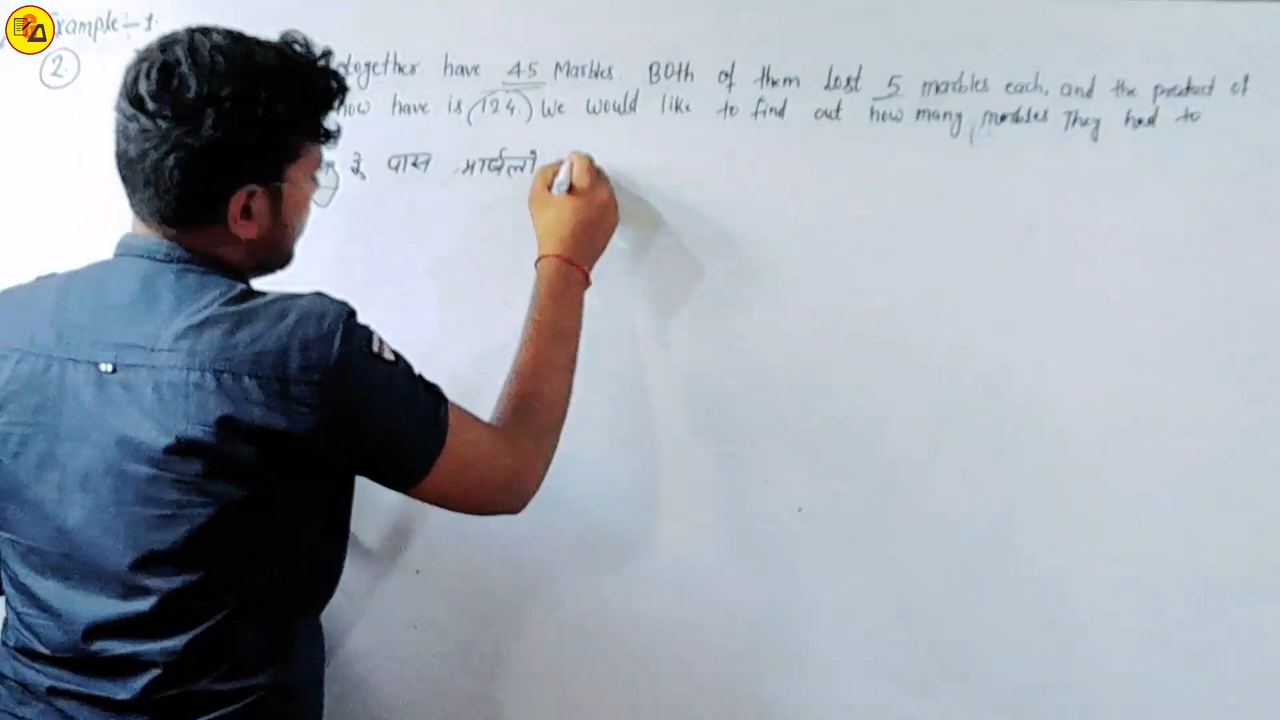 Example-1.
2. together have 45 Marbles. Both of them Lost 5 marbles each, and the product of
now have is (124.) We would like to find out how many, marbles They had to
के पास मार्बलो